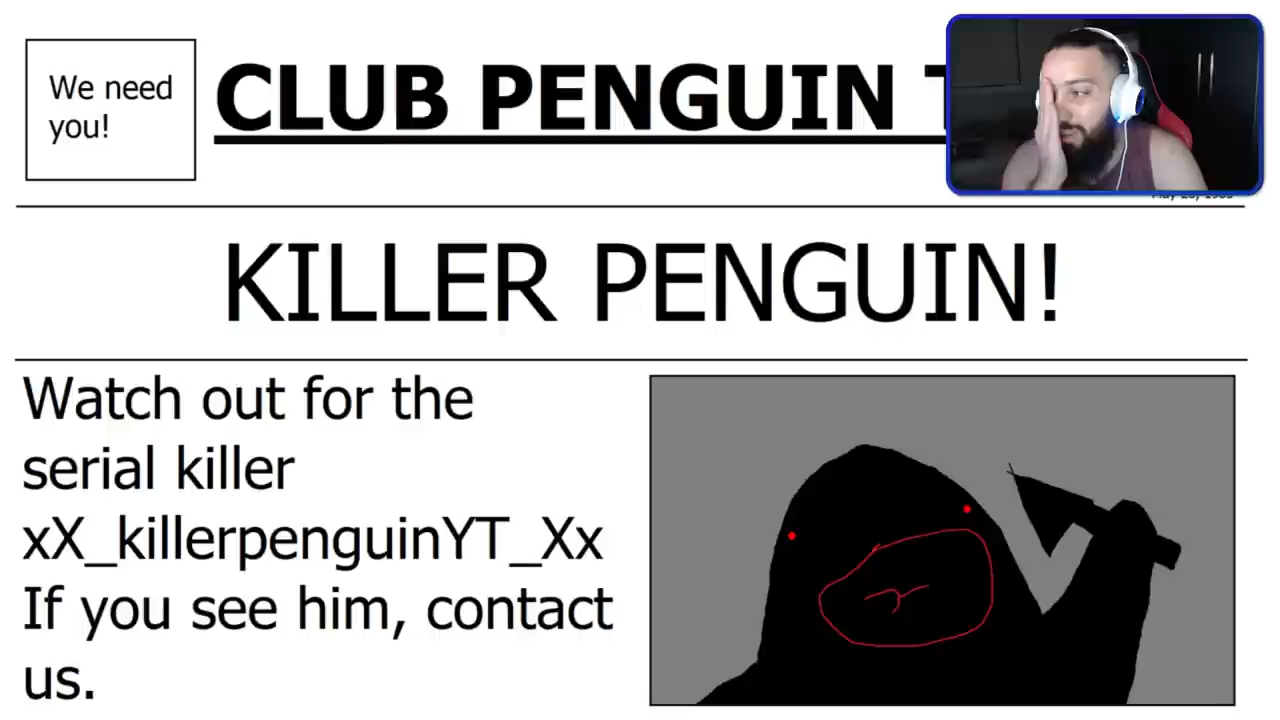 We need
you!
CLUB PENGUIN
KILLER PENGUIN!
Watch out for the
serial killer
xX_killerpenguinYT_Xx
If you see him, contact
us.